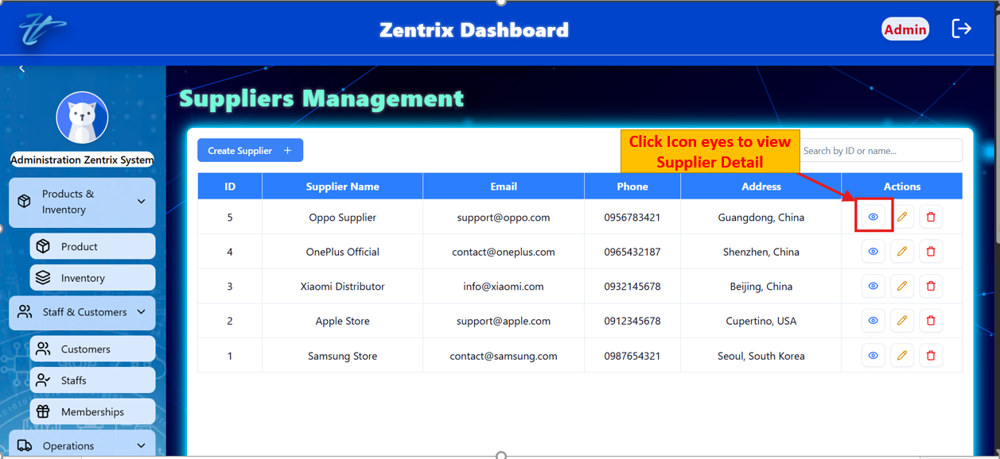 Zentrix Dashboard
Admin
Suppliers Management
Administration Zentrix System
Products &
Inventory
Product
Inventory
Staff & Customers
Customers
Staffs
Memberships
Operations
Create Supplier +
Click Icon eyes to view
Supplier Detail
Search by ID or name...
ID Supplier Name Email Phone Address Actions
5 Oppo Supplier support@oppo.com 0956783421 Guangdong, China
4 OnePlus Official contact@oneplus.com 0965432187 Shenzhen, China
3 Xiaomi Distributor info@xiaomi.com 0932145678 Beijing, China
2 Apple Store support@apple.com 0912345678 Cupertino, USA
1 Samsung Store contact@samsung.com 0987654321 Seoul, South Korea